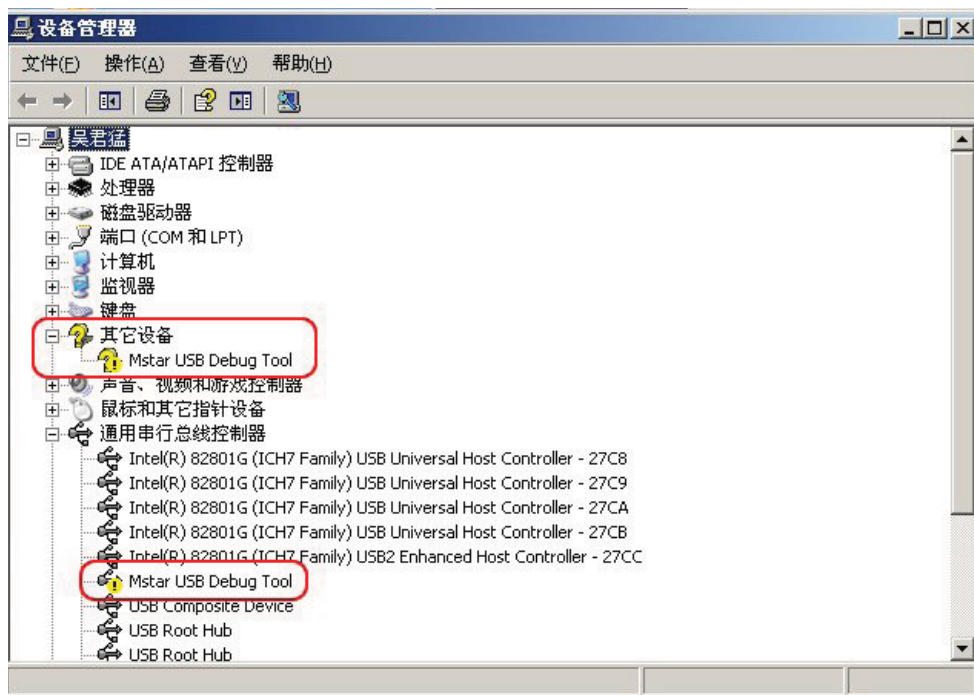 设备管理器
文件(F) 操作(A) 查看(V) 帮助(H)
吴君猛
IDE ATA/ATAPI 控制器
处理器
磁盘驱动器
端口 (COM 和 LPT)
计算机
监视器
键盘
其它设备
Mstar USB Debug Tool
声音、视频和游戏控制器
鼠标和其它指针设备
通用串行总线控制器
Intel(R) 82801G (ICH7 Family) USB Universal Host Controller - 27C8
Intel(R) 82801G (ICH7 Family) USB Universal Host Controller - 27C9
Intel(R) 82801G (ICH7 Family) USB Universal Host Controller - 27CA
Intel(R) 82801G (ICH7 Family) USB Universal Host Controller - 27CB
Intel(R) 82801G (ICH7 Family) USB2 Enhanced Host Controller - 27CC
Mstar USB Debug Tool
USB Composite Device
USB Root Hub
USB Root Hub